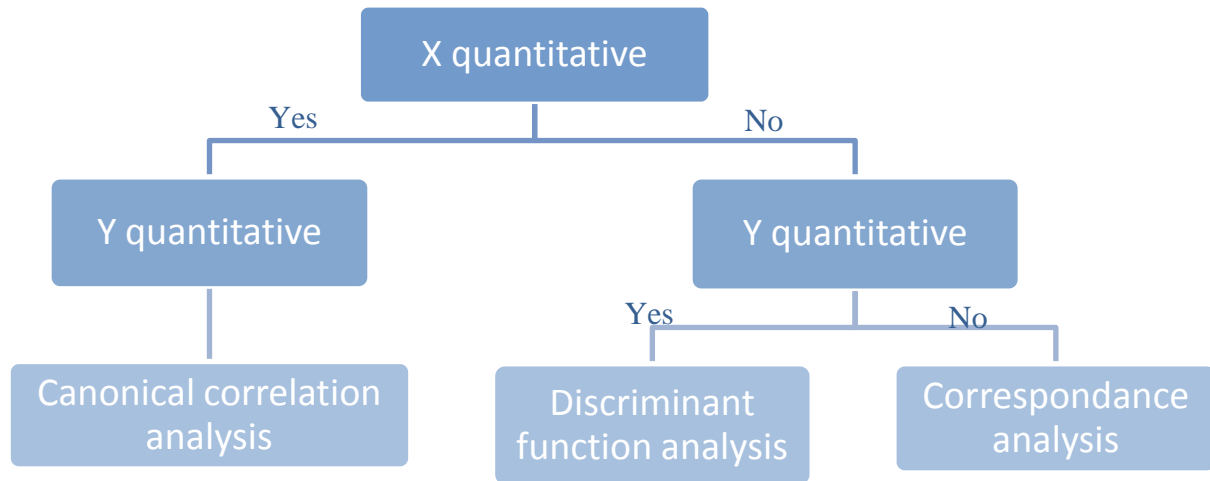 X quantitative
Yes
No
Y quantitative
Y quantitative
Yes
No
Canonical correlation
analysis
Discriminant
function analysis
Correspondance
analysis